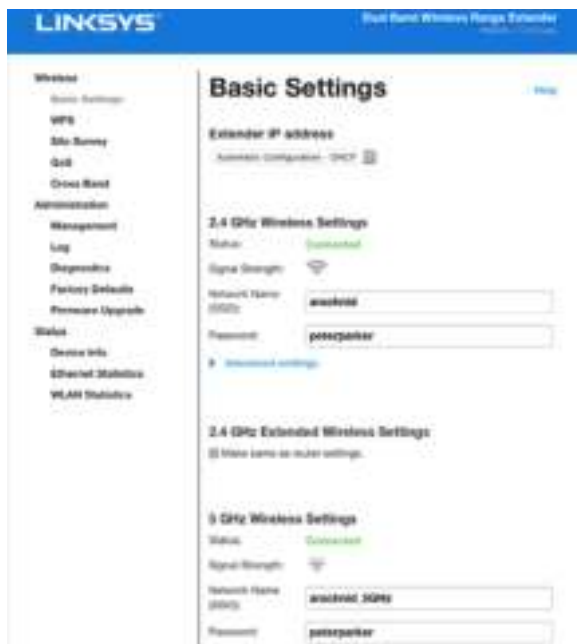 LINKSYS
Dual Band Wireless Range Extender
Wireless
Basic Settings
WPS
Site Survey
QoS
Cross Band
Administration
Management
Log
Diagnostics
Factory Defaults
Firmware Upgrade
Status
Device Info
Ethernet Statistics
WLAN Statistics
Basic Settings
Help
Extender IP address
Automatic Configuration - DHCP
2.4 GHz Wireless Settings
Status: Connected
Signal Strength:
Network Name
(SSID): arachnid
Password: peterparker
Advanced settings
2.4 GHz Extended Wireless Settings
Make same as router settings.
5 GHz Wireless Settings
Status: Connected
Signal Strength:
Network Name
(SSID): arachnid_5GHz
Password: peterparker